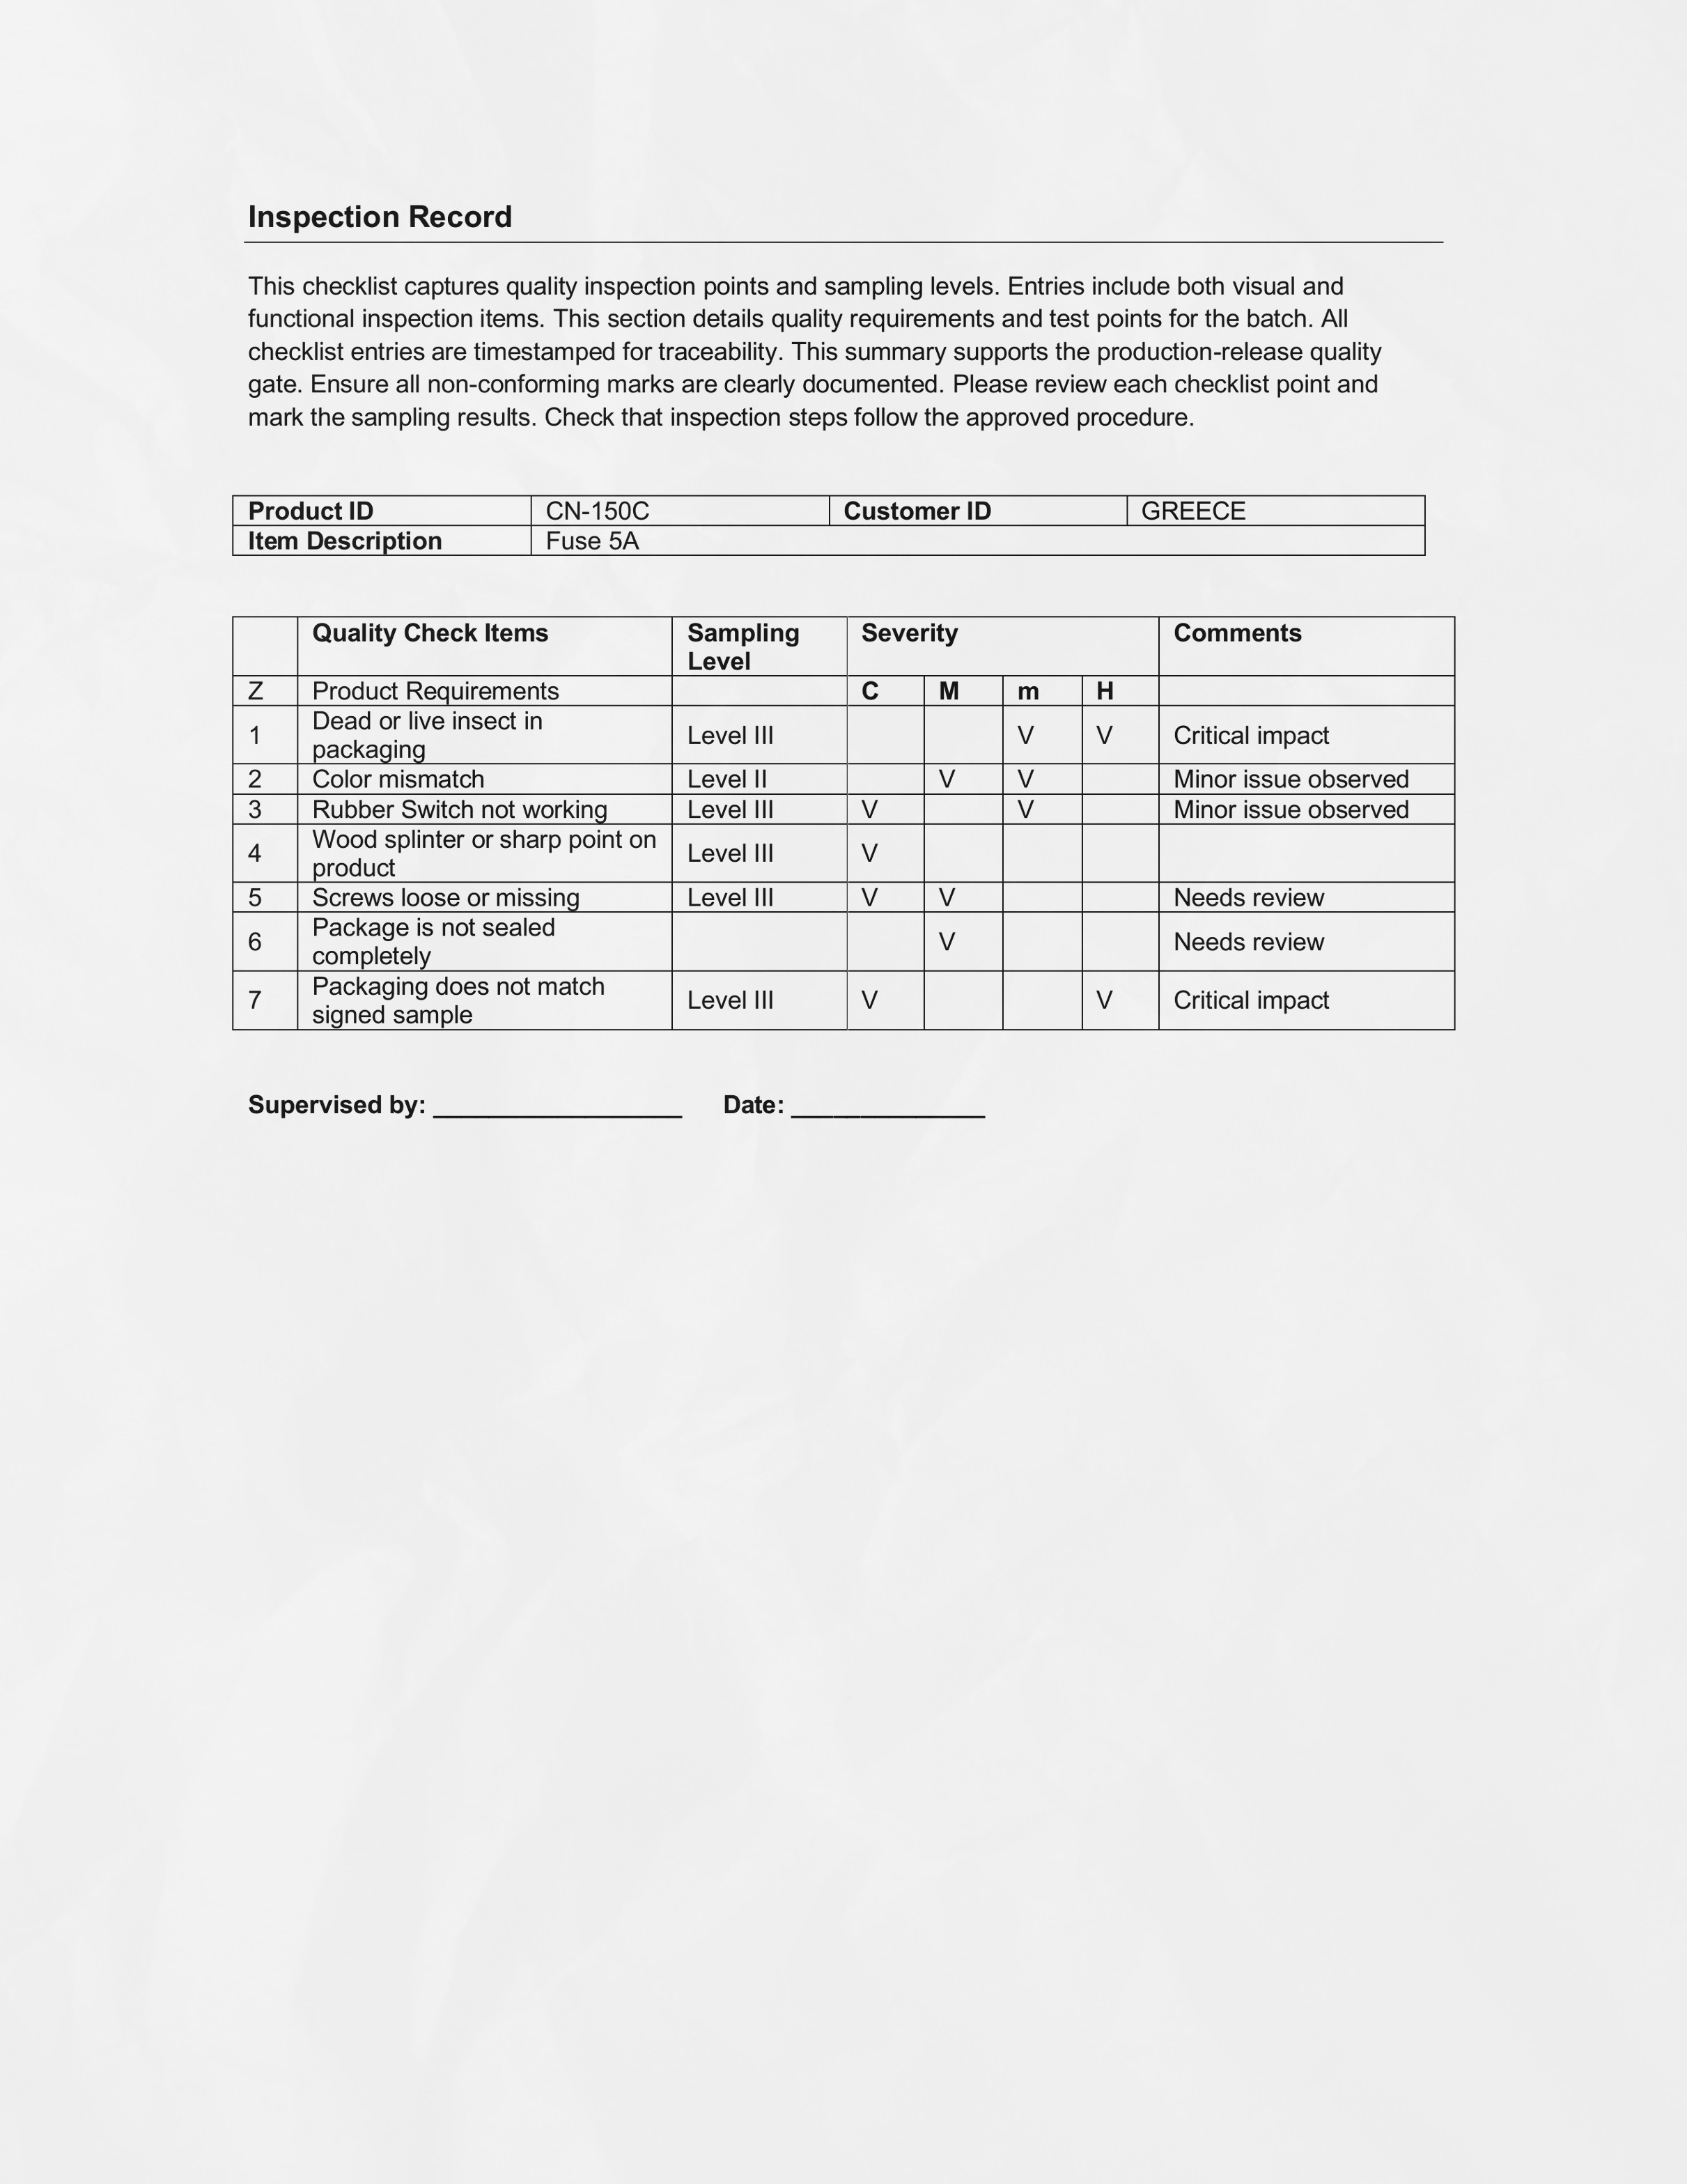 Inspection Record
This checklist captures quality inspection points and sampling levels. Entries include both visual and
functional inspection items. This section details quality requirements and test points for the batch. All
checklist entries are timestamped for traceability. This summary supports the production-release quality
gate. Ensure all non-conforming marks are clearly documented. Please review each checklist point and
mark the sampling results. Check that inspection steps follow the approved procedure.
Product ID CN-150C Customer ID GREECE
Item Description Fuse 5A
Quality Check Items Sampling Severity Comments
Level
Z Product Requirements C M m H
Dead or live insect in
1 Level III V V Critical impact
packaging
2 Color mismatch Level II V V Minor issue observed
3 Rubber Switch not working Level III V V Minor issue observed
Wood splinter or sharp point on
4 Level III V
product
5 Screws loose or missing Level III V V Needs review
Package is not sealed
6 V Needs review
completely
Packaging does not match
7 Level III V V Critical impact
signed sample
Supervised by: __________________ Date: ______________